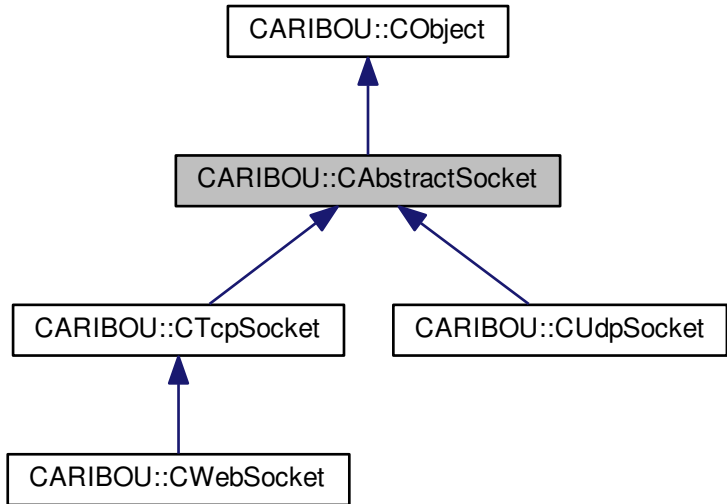 CARIBOU::CObject
CARIBOU::CAbstractSocket
CARIBOU::CTcpSocket
CARIBOU::CUdpSocket
CARIBOU::CWebSocket